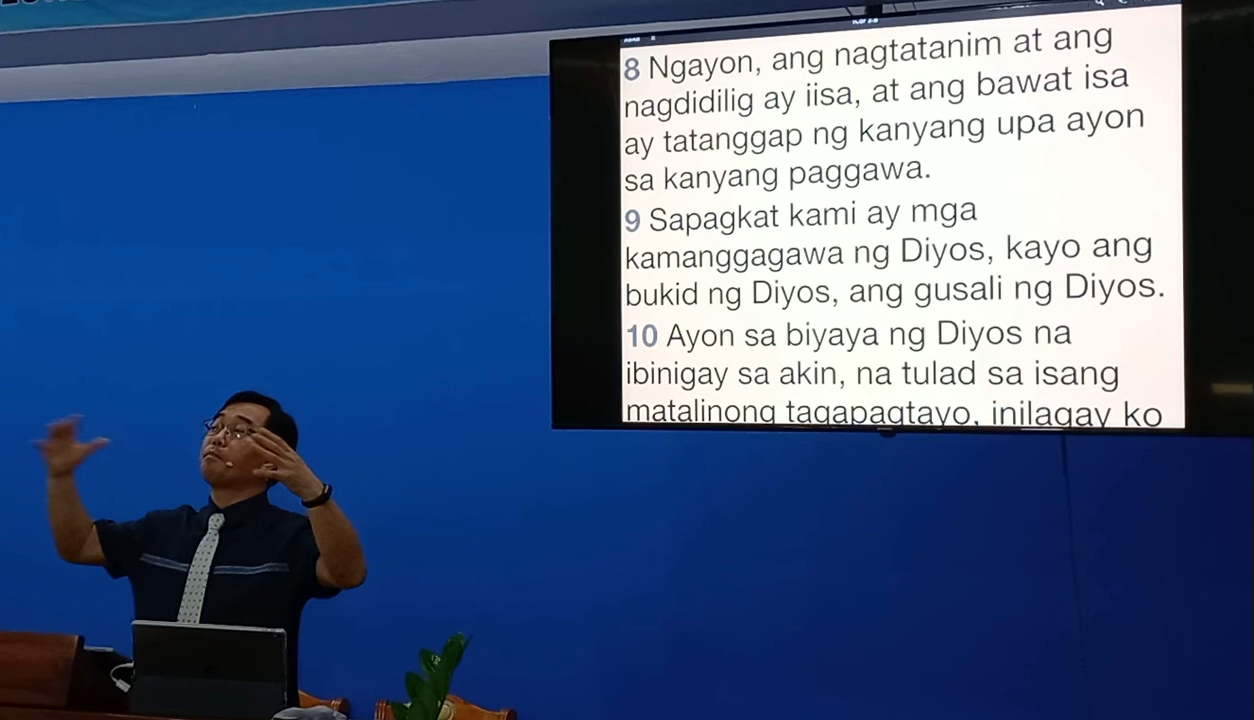 8 Ngayon, ang nagtatanim at ang
nagdidilig ay iisa, at ang bawat isa
ay tatanggap ng kanyang upa ayon
sa kanyang paggawa.
9 Sapagkat kami ay mga
kamanggagawa ng Diyos, kayo ang
bukid ng Diyos, ang gusali ng Diyos.
10 Ayon sa biyaya ng Diyos na
ibinigay sa akin, na tulad sa isang
matalinong tagapagtayo, inilagay ko